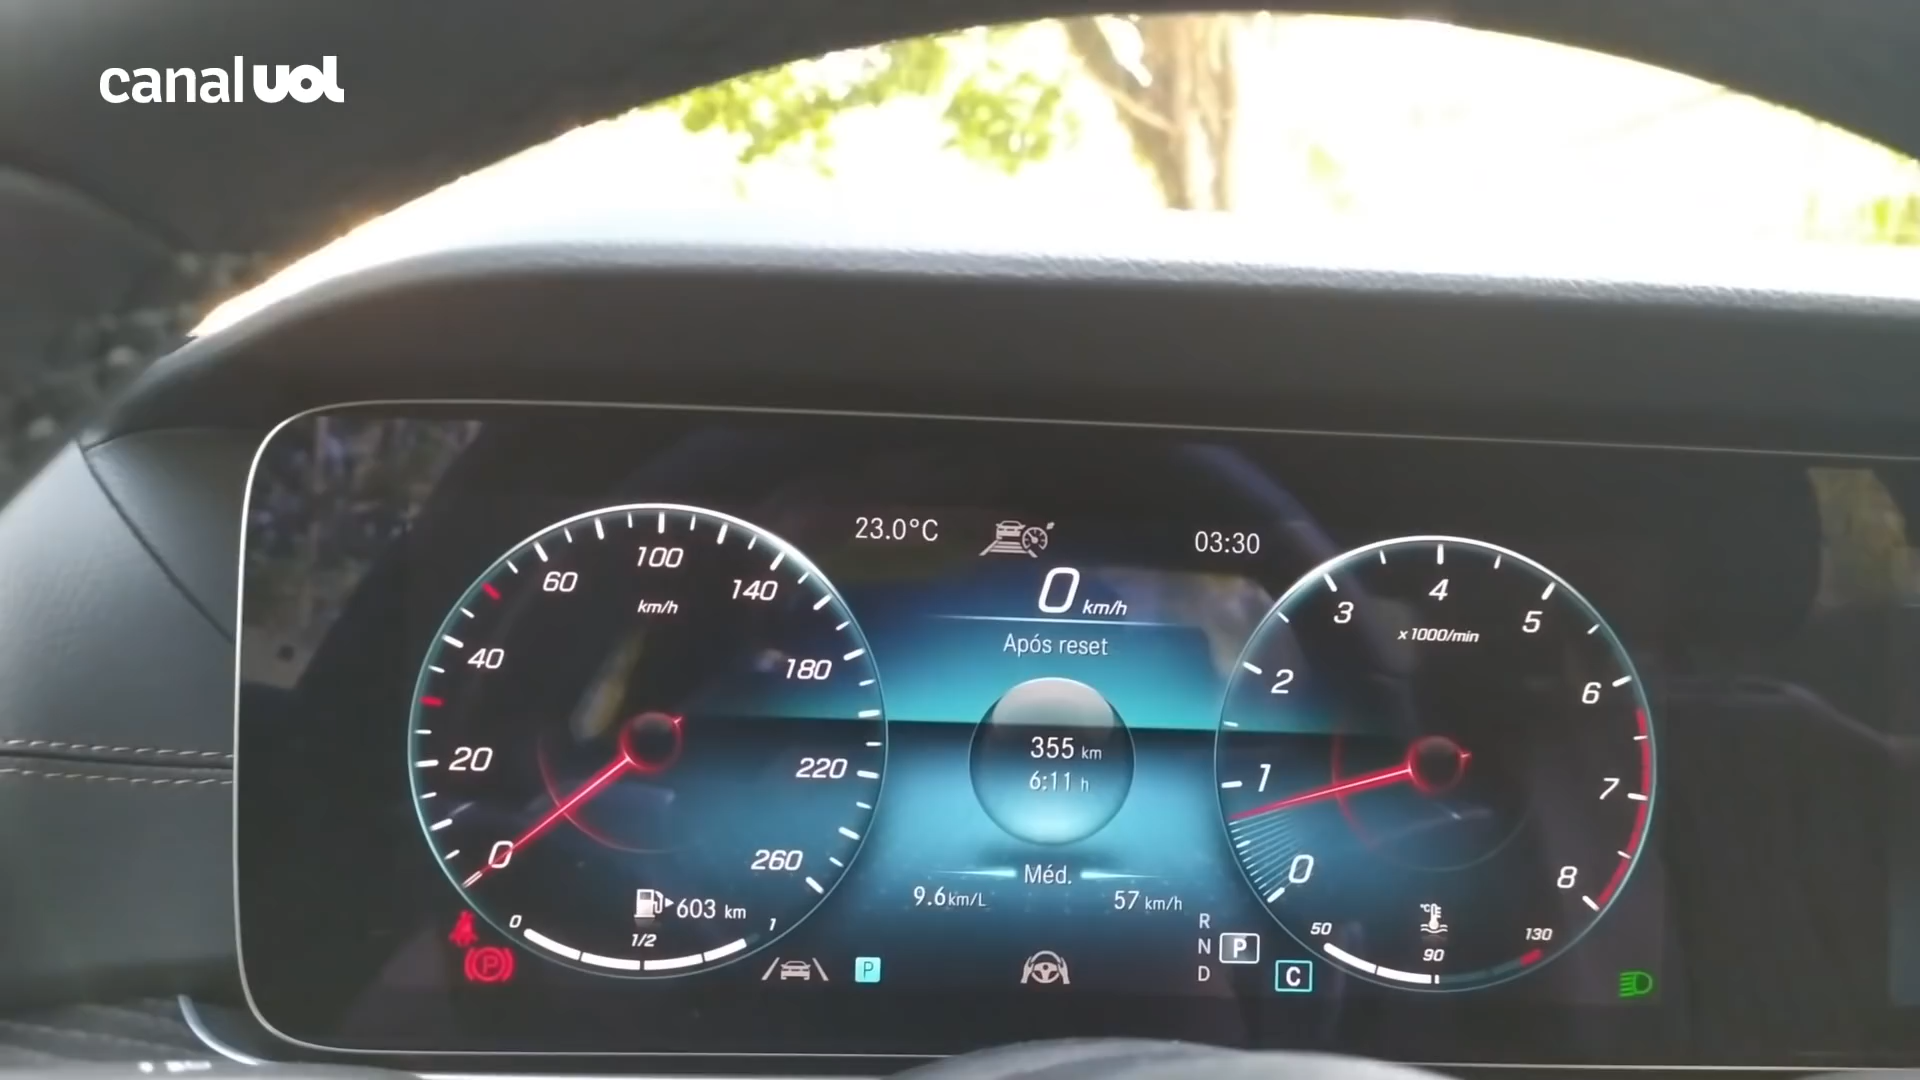 canal uol
23.0°C
03:30
0 km/h
Após reset
355 km
6:11 h
Méd.
9.6 km/L
57 km/h
0
20
40
60
100
140
180
220
260
km/h
603 km
0
1/2
1
0
1
2
3
4
5
6
7
8
x1000/min
°C
50
90
130
P
P
R
N
D
P
C